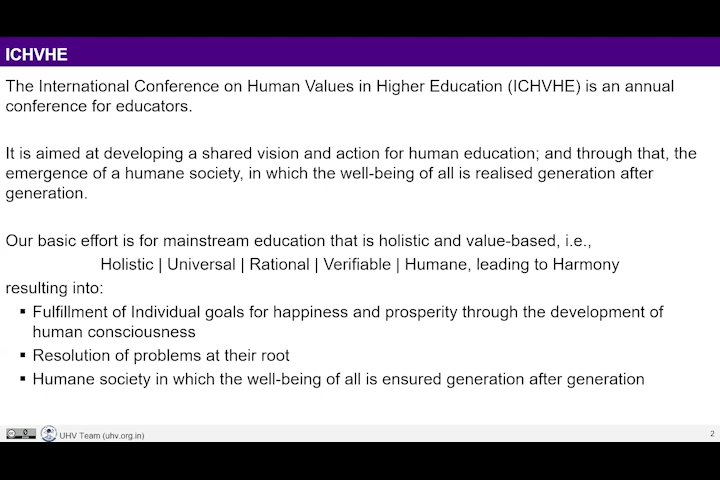 ICHVHE
The International Conference on Human Values in Higher Education (ICHVHE) is an annual
conference for educators.
It is aimed at developing a shared vision and action for human education; and through that, the
emergence of a humane society, in which the well-being of all is realised generation after
generation.
Our basic effort is for mainstream education that is holistic and value-based, i.e.,
Holistic | Universal | Rational | Verifiable | Humane, leading to Harmony
resulting into:
▪ Fulfillment of Individual goals for happiness and prosperity through the development of
human consciousness
▪ Resolution of problems at their root
▪ Humane society in which the well-being of all is ensured generation after generation
UHV Team (uhv.org.in)
2